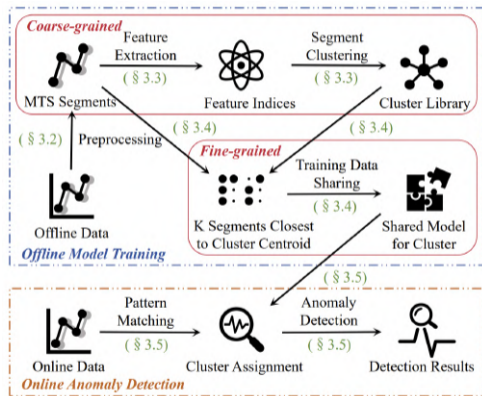 Coarse-grained
Feature
Extraction
( § 3.3)
Segment
Clustering
( § 3.3)
MTS Segments
Feature Indices
Cluster Library
( § 3.2)
Preprocessing
( § 3.4)
( § 3.4)
Fine-grained
Training Data
Sharing
( § 3.4)
Offline Data
K Segments Closest
to Cluster Centroid
Shared Model
for Cluster
Offline Model Training
( § 3.5)
Pattern
Matching
( § 3.5)
Anomaly
Detection
( § 3.5)
Online Data
Cluster Assignment
Detection Results
Online Anomaly Detection